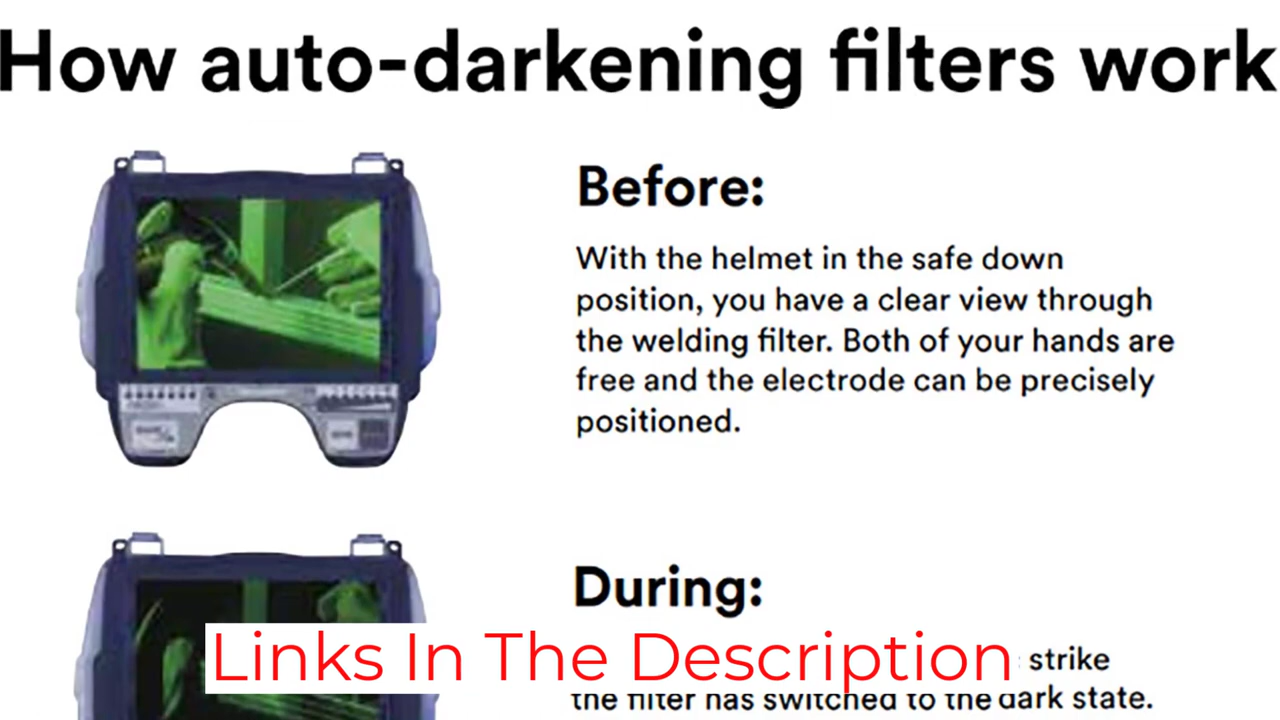 How auto-darkening filters work
Before:
With the helmet in the safe down
position, you have a clear view through
the welding filter. Both of your hands are
free and the electrode can be precisely
positioned.
During:
strike
the filter has switched to the dark state.
Links In The Description